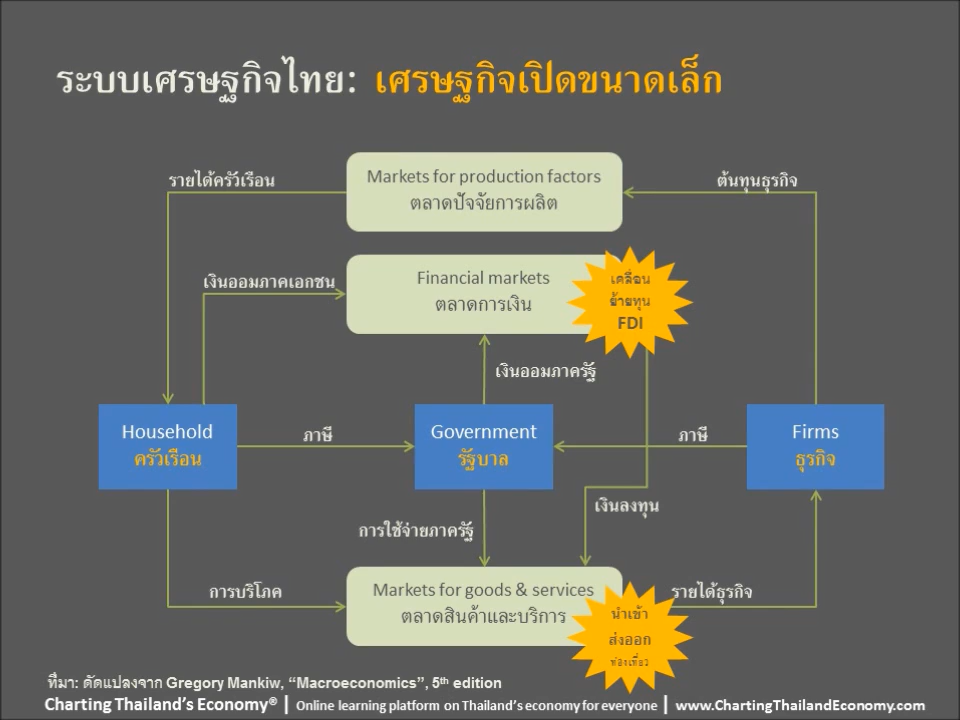 ระบบเศรษฐกิจไทย: เศรษฐกิจเปิดขนาดเล็ก
รายได้ครัวเรือน
Markets for production factors
ตลาดปัจจัยการผลิต
ต้นทุนธุรกิจ
เงินออมภาคเอกชน
Financial markets
ตลาดการเงิน
เคลื่อน
ย้ายทุน
FDI
เงินออมภาครัฐ
Household
ครัวเรือน
ภาษี
Government
รัฐบาล
ภาษี
Firms
ธุรกิจ
เงินลงทุน
การใช้จ่ายภาครัฐ
การบริโภค
Markets for goods & services
ตลาดสินค้าและบริการ
นำเข้า
ส่งออก
ท่องเที่ยว
รายได้ธุรกิจ
ที่มา: ดัดแปลงจาก Gregory Mankiw, “Macroeconomics”, 5th edition
Charting Thailand’s Economy® | Online learning platform on Thailand’s economy for everyone | www.ChartingThailandEconomy.com